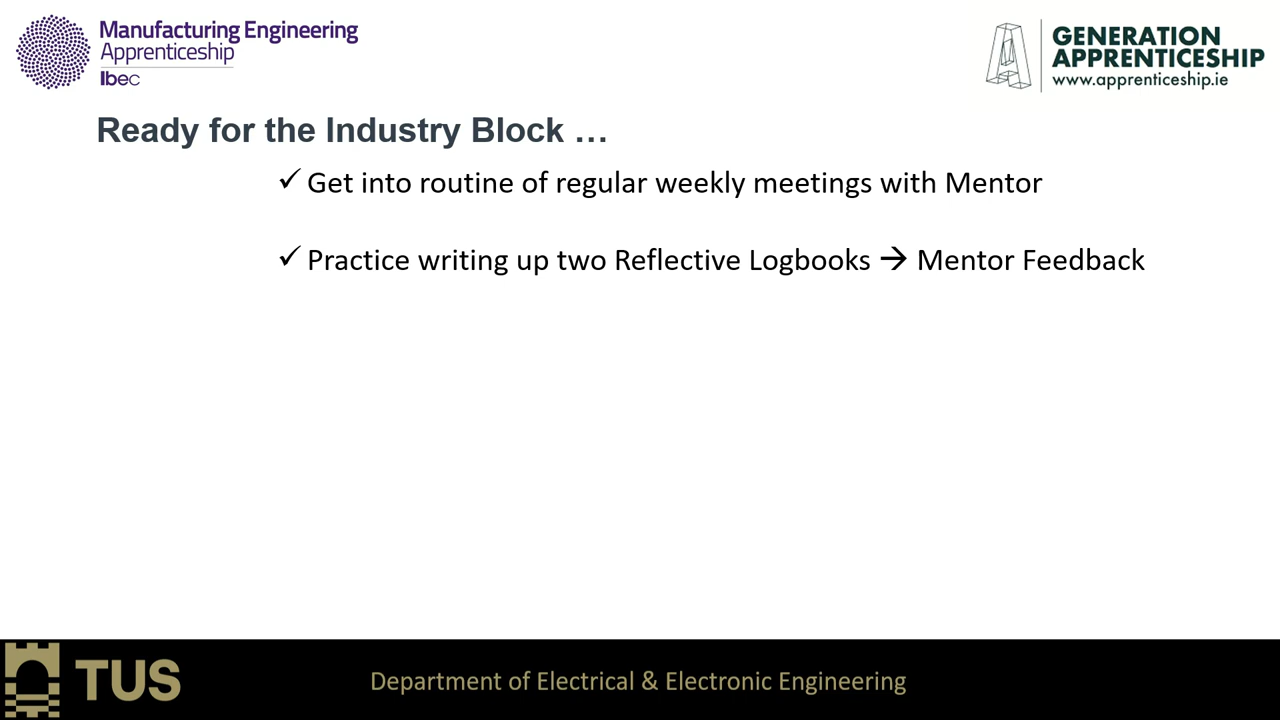 Manufacturing Engineering
Apprenticeship
Ibec
GENERATION
APPRENTICESHIP
www.apprenticeship.ie
Ready for the Industry Block …
✓ Get into routine of regular weekly meetings with Mentor
✓ Practice writing up two Reflective Logbooks → Mentor Feedback
TUS
Department of Electrical & Electronic Engineering